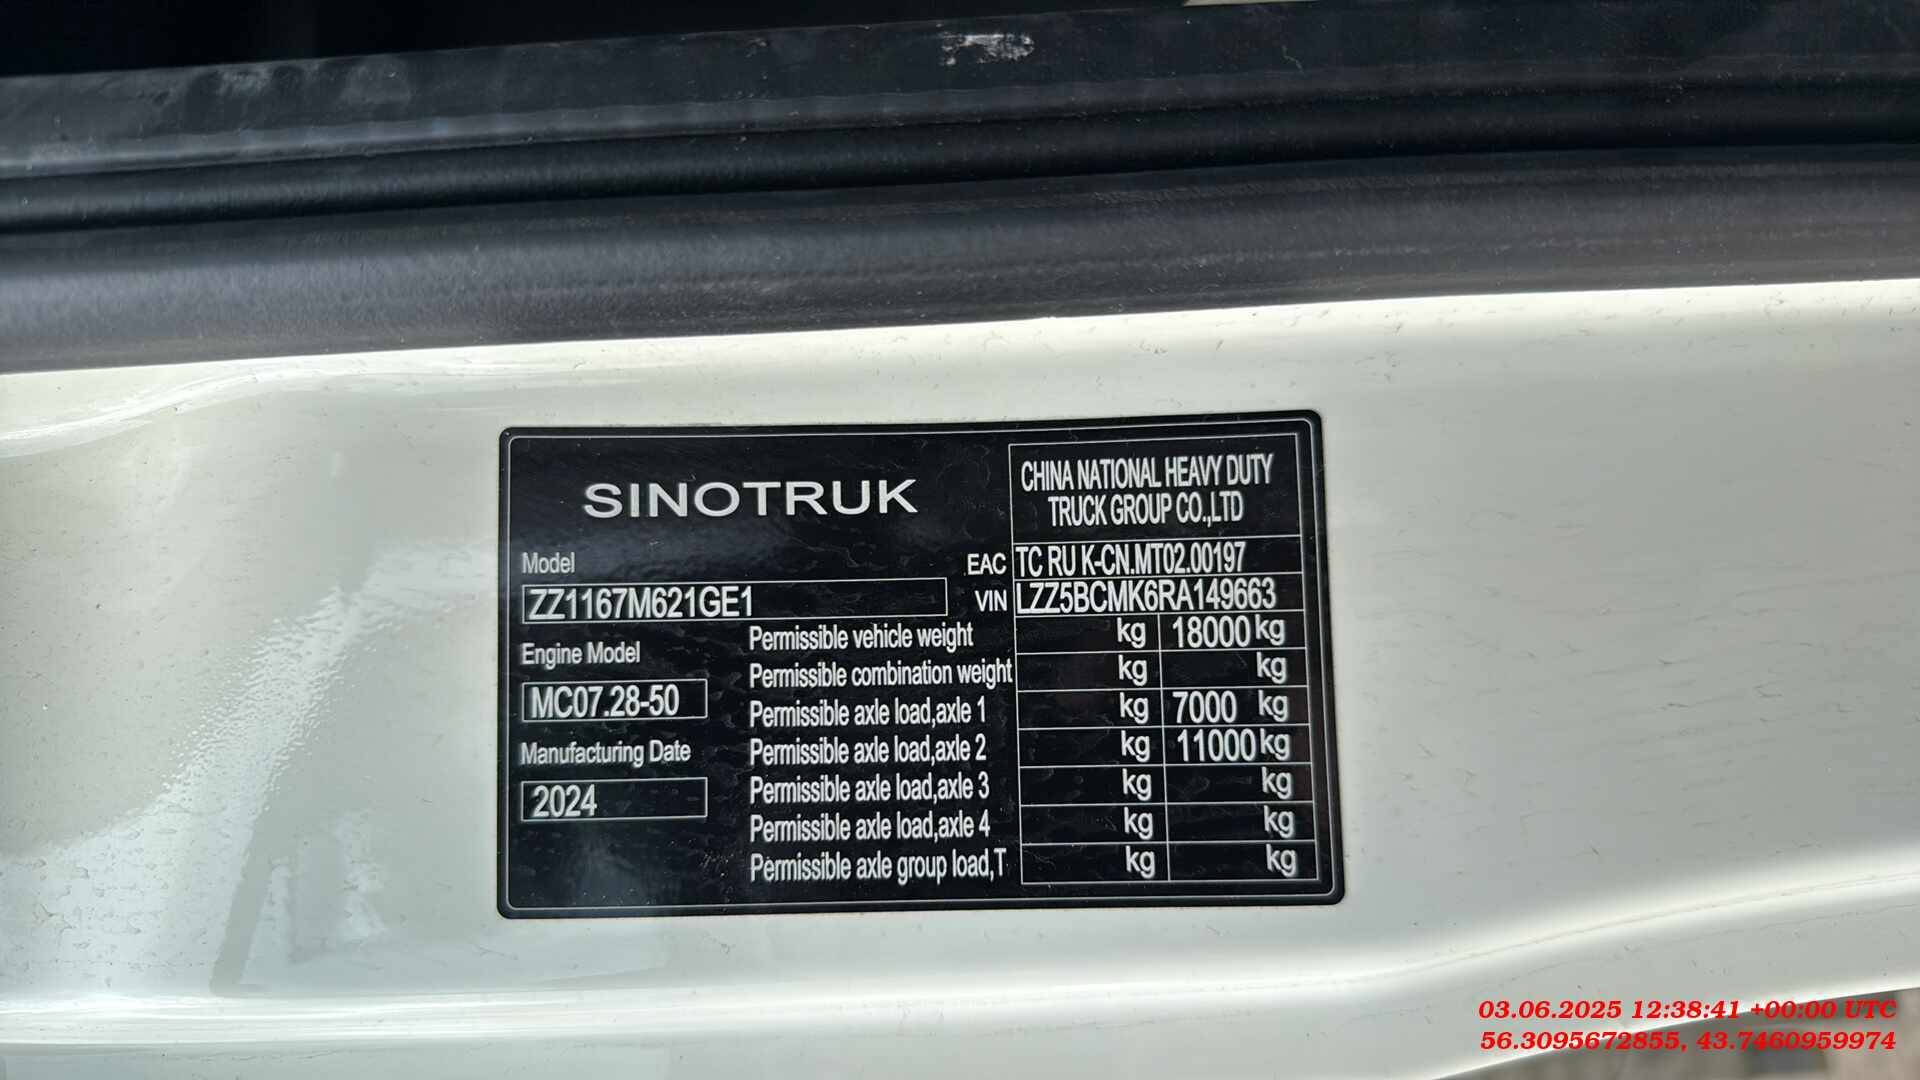 SINOTRUK
CHINA NATIONAL HEAVY DUTY
TRUCK GROUP CO.,LTD
Model
ZZ1167M621GE1
EAC TC RU K-CN.MT02.00197
VIN LZZ5BCMK6RA149663
Engine Model
MC07.28-50
Manufacturing Date
2024
Permissible vehicle weight kg 18000 kg
Permissible combination weight kg kg
Permissible axle load,axle 1 kg 7000 kg
Permissible axle load,axle 2 kg 11000 kg
Permissible axle load,axle 3 kg kg
Permissible axle load,axle 4 kg kg
Permissible axle group load,T kg kg
03.06.2025 12:38:41 +00:00 UTC
56.3095672855, 43.7460959974